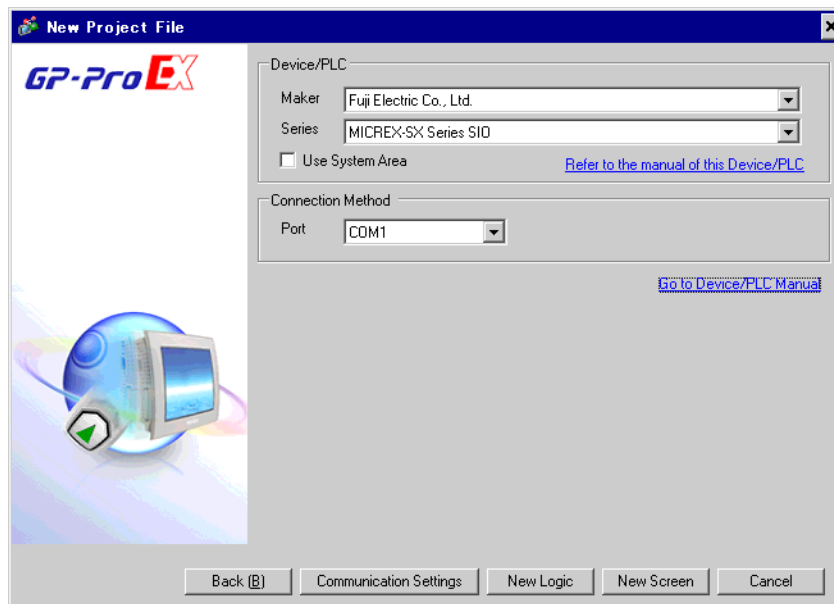 New Project File
GP-Pro EX
Device/PLC
Maker Fuji Electric Co., Ltd.
Series MICREX-SX Series SIO
Use System Area Refer to the manual of this Device/PLC
Connection Method
Port COM1
Go to Device/PLC Manual
Back (B) Communication Settings New Logic New Screen Cancel